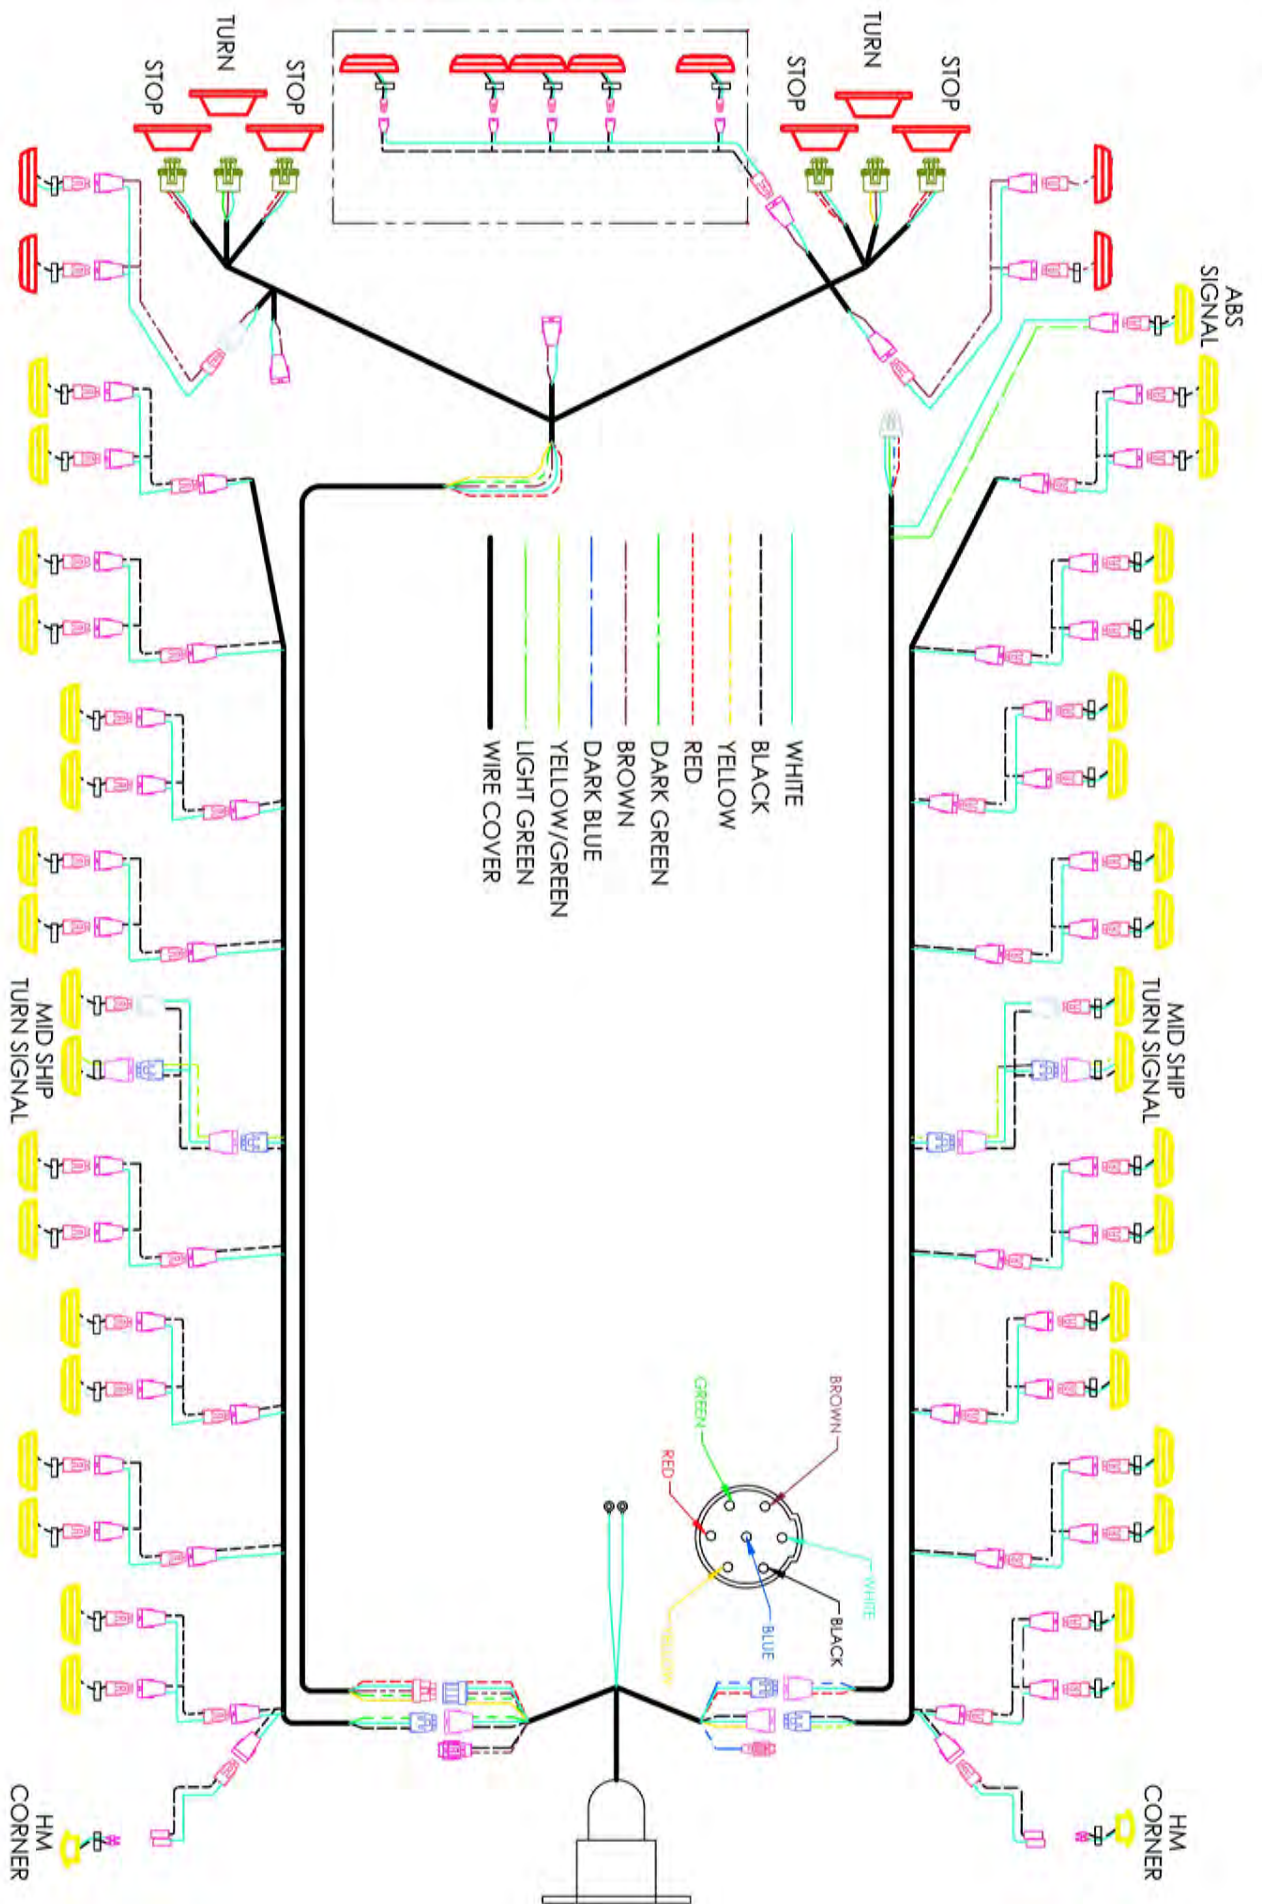 STOP
TURN
STOP
STOP
TURN
STOP
ABS
SIGNAL
WHITE
BLACK
YELLOW
RED
DARK GREEN
BROWN
DARK BLUE
YELLOW/GREEN
LIGHT GREEN
WIRE COVER
MID SHIP
TURN SIGNAL
MID SHIP
TURN SIGNAL
BROWN
GREEN
RED
WHITE
BLACK
BLUE
YELLOW
HM
CORNER
HM
CORNER